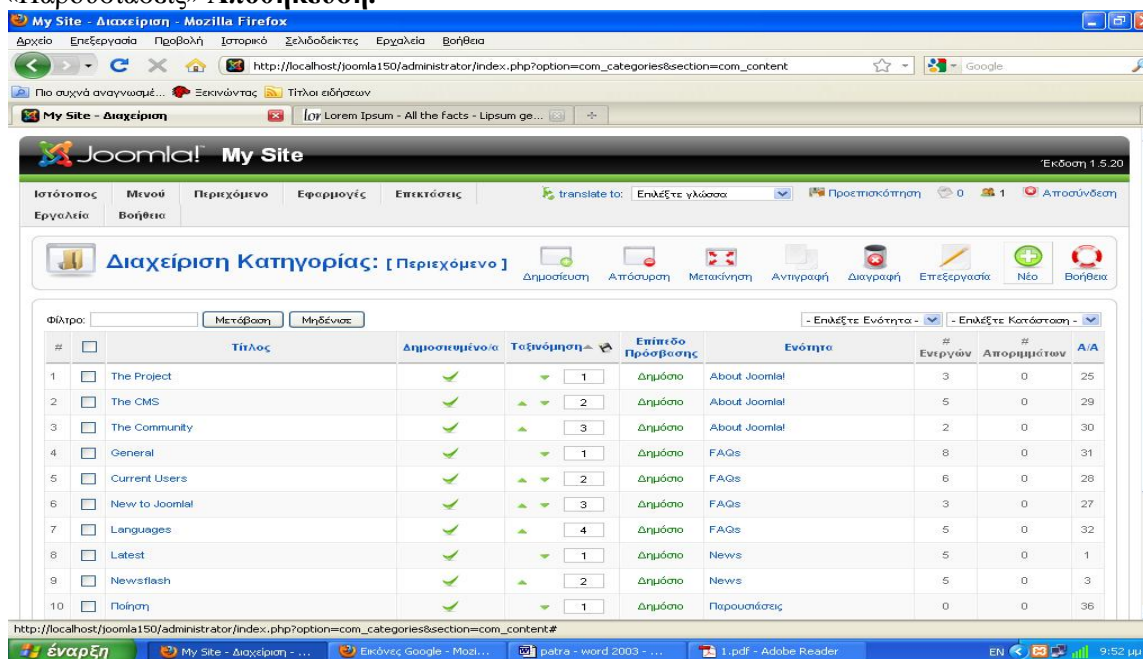 «Παρουσιάσεις» Αποθήκευση.
My Site - Διαχείριση - Mozilla Firefox
Αρχείο Επεξεργασία Προβολή Ιστορικό Σελιδοδείκτες Εργαλεία Βοήθεια
http://localhost/joomla150/administrator/index.php?option=com_categories&section=com_content Google
Πιο συχνά αναγνωσμέ... Ξεκινώντας Τίτλοι ειδήσεων
My Site - Διαχείριση Lorem Ipsum - All the facts - Lipsum ge...
Joomla! My Site Έκδοση 1.5.20
Ιστότοπος Μενού Περιεχόμενο Εφαρμογές Επεκτάσεις translate to: Επιλέξτε γλώσσα Προεπισκόπηση 0 1 Αποσύνδεση
Εργαλεία Βοήθεια
Διαχείριση Κατηγορίας: [ Περιεχόμενο ] Δημοσίευση Απόσυρση Μετακίνηση Αντιγραφή Διαγραφή Επεξεργασία Νέο Βοήθεια
Φίλτρο: Μετάβαση Μηδένισε - Επιλέξτε Ενότητα - - Επιλέξτε Κατάσταση -
# Τίτλος Δημοσιευμένο/α Ταξινόμηση Επίπεδο Πρόσβασης Ενότητα # Ενεργών # Απορριμμάτων Α/Α
1 The Project 1 Δημόσιο About Joomla! 3 0 25
2 The CMS 2 Δημόσιο About Joomla! 5 0 29
3 The Community 3 Δημόσιο About Joomla! 2 0 30
4 General 1 Δημόσιο FAQs 8 0 31
5 Current Users 2 Δημόσιο FAQs 6 0 28
6 New to Joomla! 3 Δημόσιο FAQs 3 0 27
7 Languages 4 Δημόσιο FAQs 5 0 32
8 Latest 1 Δημόσιο News 5 0 1
9 Newsflash 2 Δημόσιο News 5 0 3
10 Ποίηση 1 Δημόσιο Παρουσιάσεις 0 0 36
http://localhost/joomla150/administrator/index.php?option=com_categories&section=com_content#
έναρξη My Site - Διαχείριση - ... Εικόνες Google - Mozi... patra - word 2003 - ... 1.pdf - Adobe Reader EN 9:52 μμ